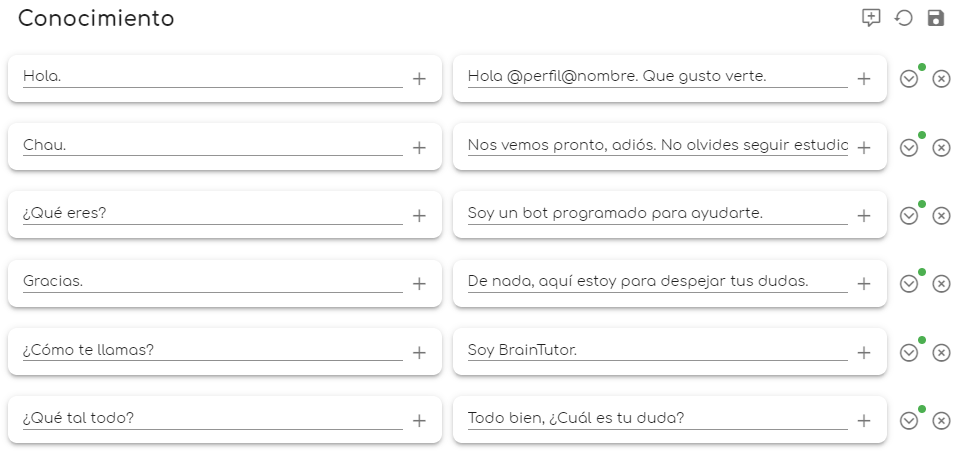 Conocimiento
Hola.
Hola @perfil@nombre. Que gusto verte.
Chau.
Nos vemos pronto, adiós. No olvides seguir
¿Qué eres?
Soy un bot programado para ayudarte.
Gracias.
De nada, aquí estoy para despejar tus dudas.
¿Cómo te llamas?
Soy BrainTutor.
¿Qué tal todo?
Todo bien, ¿Cuál es tu duda?